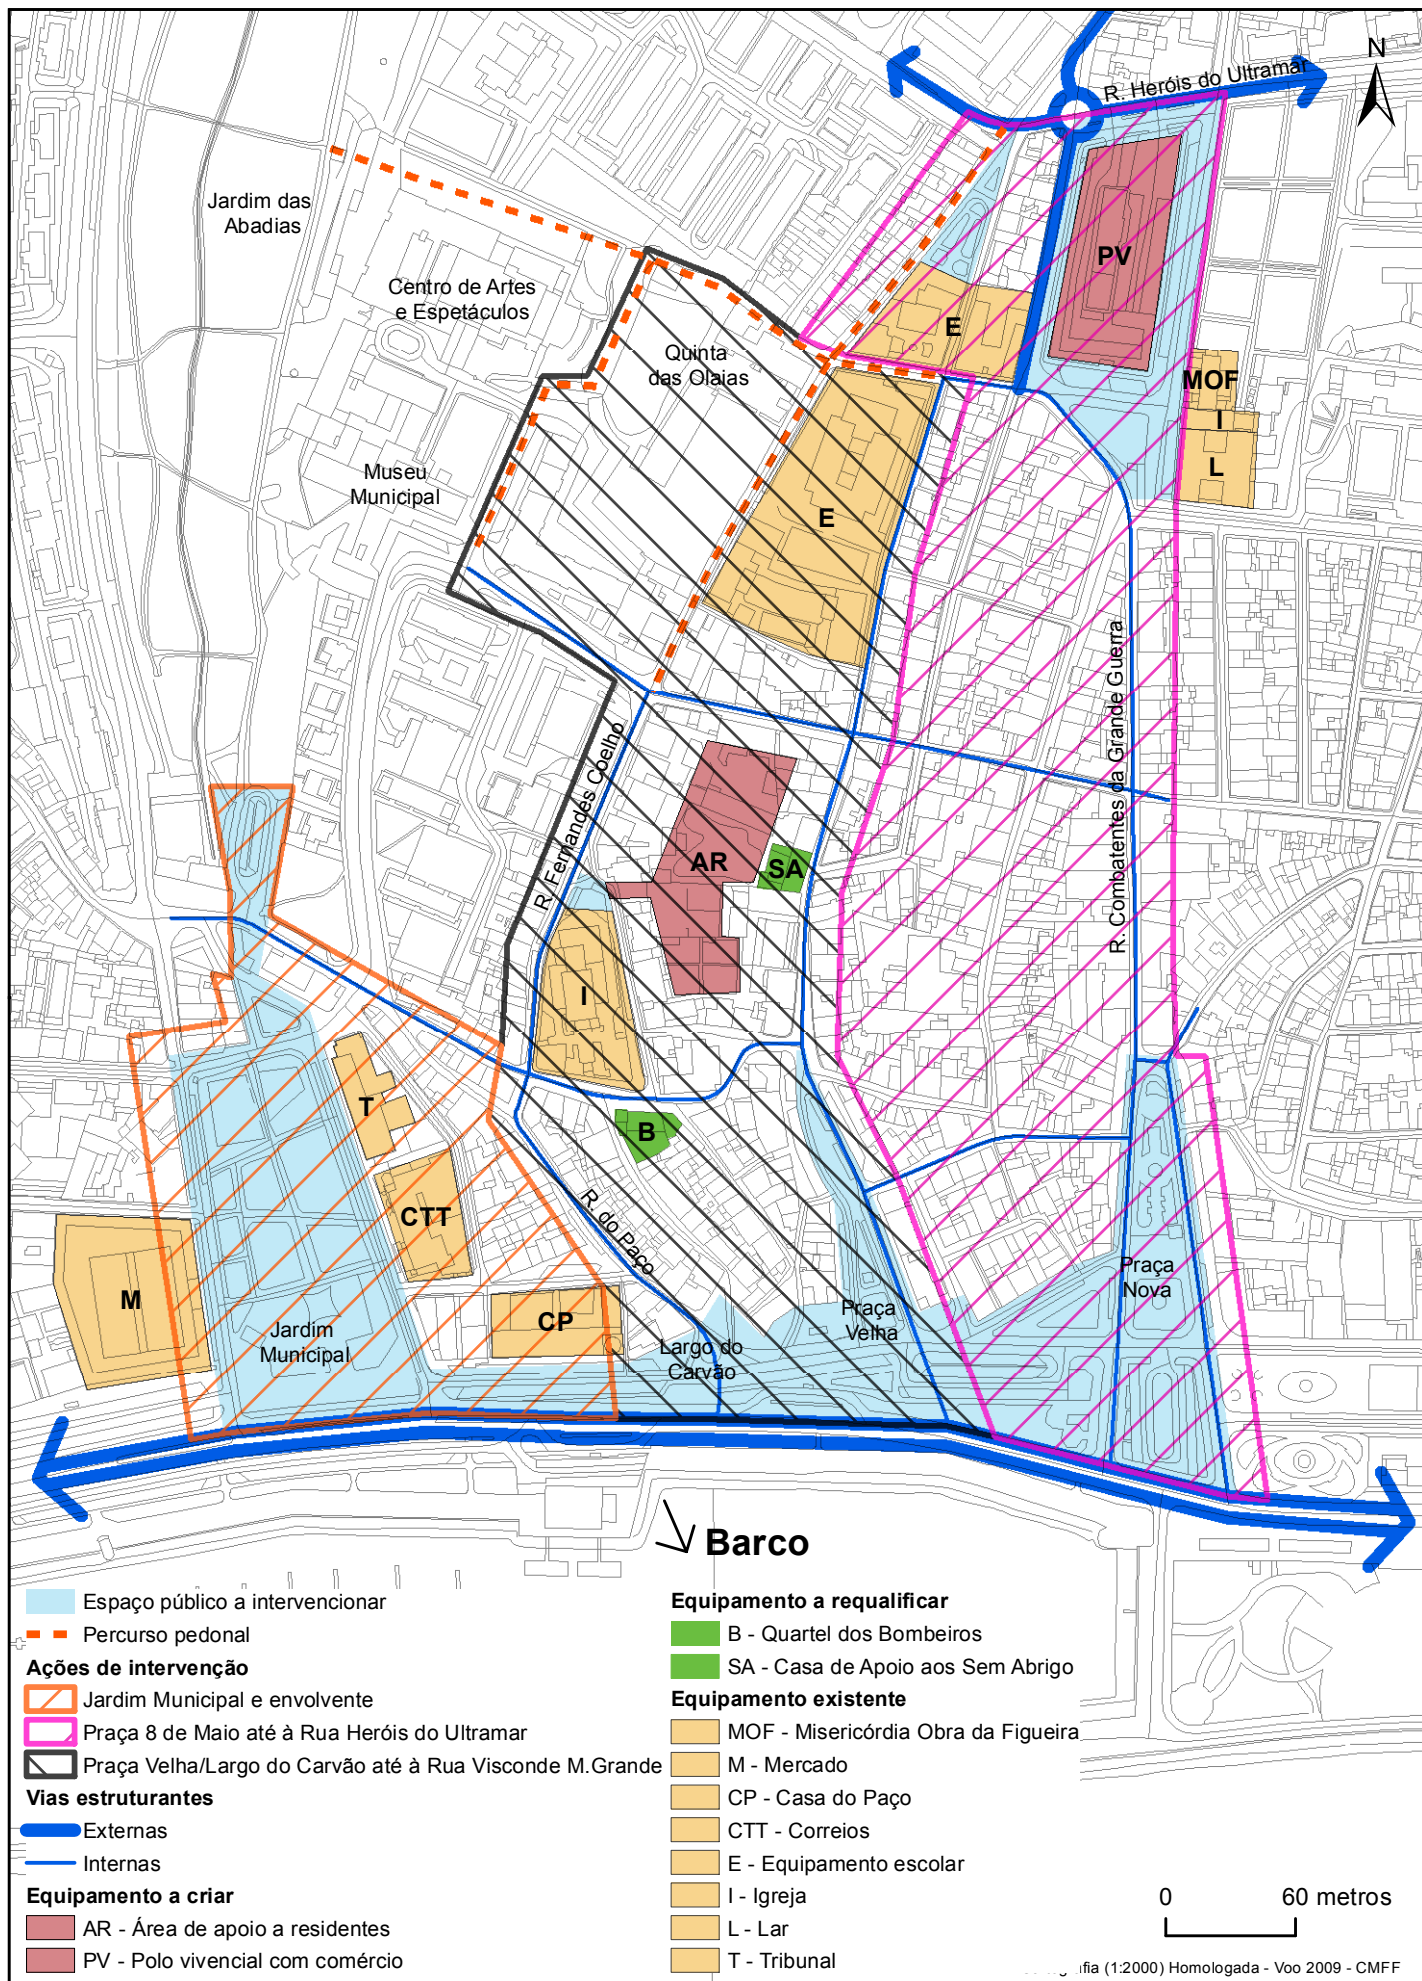 N
R. Heróis do Ultramar
Jardim das
Abadias
PV
Centro de Artes
e Espetáculos
E
Quinta
das Olaias
MOF
I
L
Museu
Municipal
E
R. Combatentes da Grande Guerra
R. Fernandes Coelho
AR
SA
I
T
B
CTT
R. do Paço
Praça
Nova
M
CP
Praça
Velha
Jardim
Municipal
Largo do
Carvão
Barco
Espaço público a intervencionar
Percurso pedonal
Ações de intervenção
Jardim Municipal e envolvente
Praça 8 de Maio até à Rua Heróis do Ultramar
Praça Velha/Largo do Carvão até à Rua Visconde M.Grande
Vias estruturantes
Externas
Internas
Equipamento a criar
AR - Área de apoio a residentes
PV - Polo vivencial com comércio
Equipamento a requalificar
B - Quartel dos Bombeiros
SA - Casa de Apoio aos Sem Abrigo
Equipamento existente
MOF - Misericórdia Obra da Figueira
M - Mercado
CP - Casa do Paço
CTT - Correios
E - Equipamento escolar
I - Igreja
L - Lar
T - Tribunal
0 60 metros
(1:2000) Homologada - Voo 2009 - CMFF